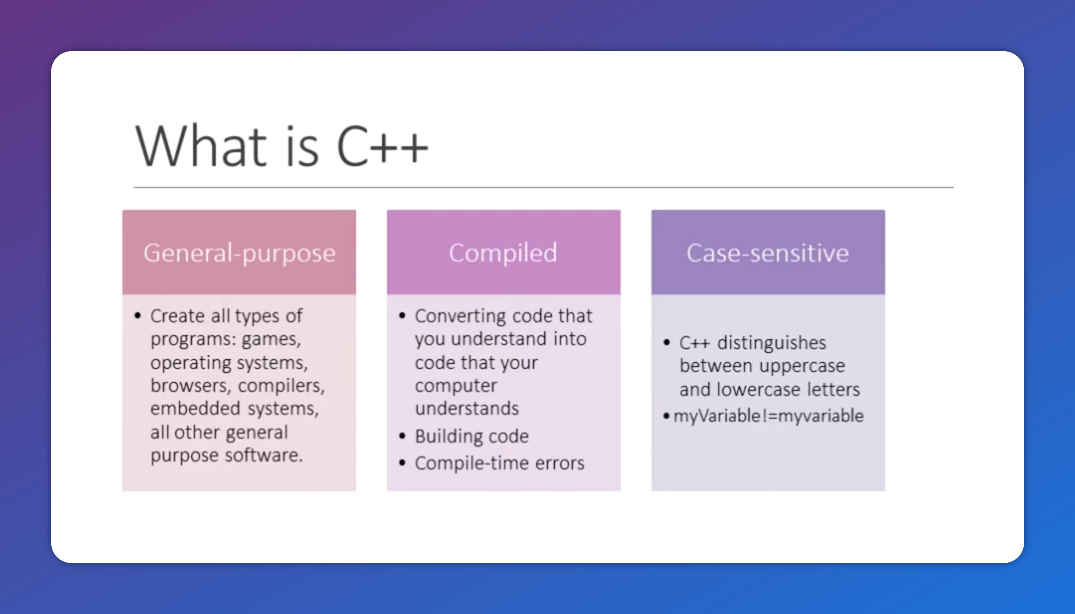 What is C++
General-purpose
• Create all types of
programs: games,
operating systems,
browsers, compilers,
embedded systems,
all other general
purpose software.
Compiled
• Converting code that
you understand into
code that your
computer
understands
• Building code
• Compile-time errors
Case-sensitive
• C++ distinguishes
between uppercase
and lowercase letters
• myVariable!=myvariable